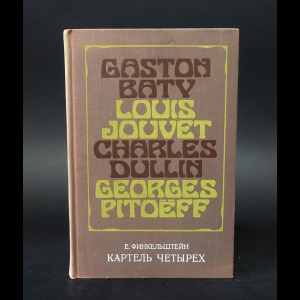 GASTON
BATY
LOUIS
JOUVET
CHARLES
DULLIN
GEORGES
PITOËFF
Е. ФИНКЕЛЬШТЕЙН
КАРТЕЛЬ ЧЕТЫРЕХ